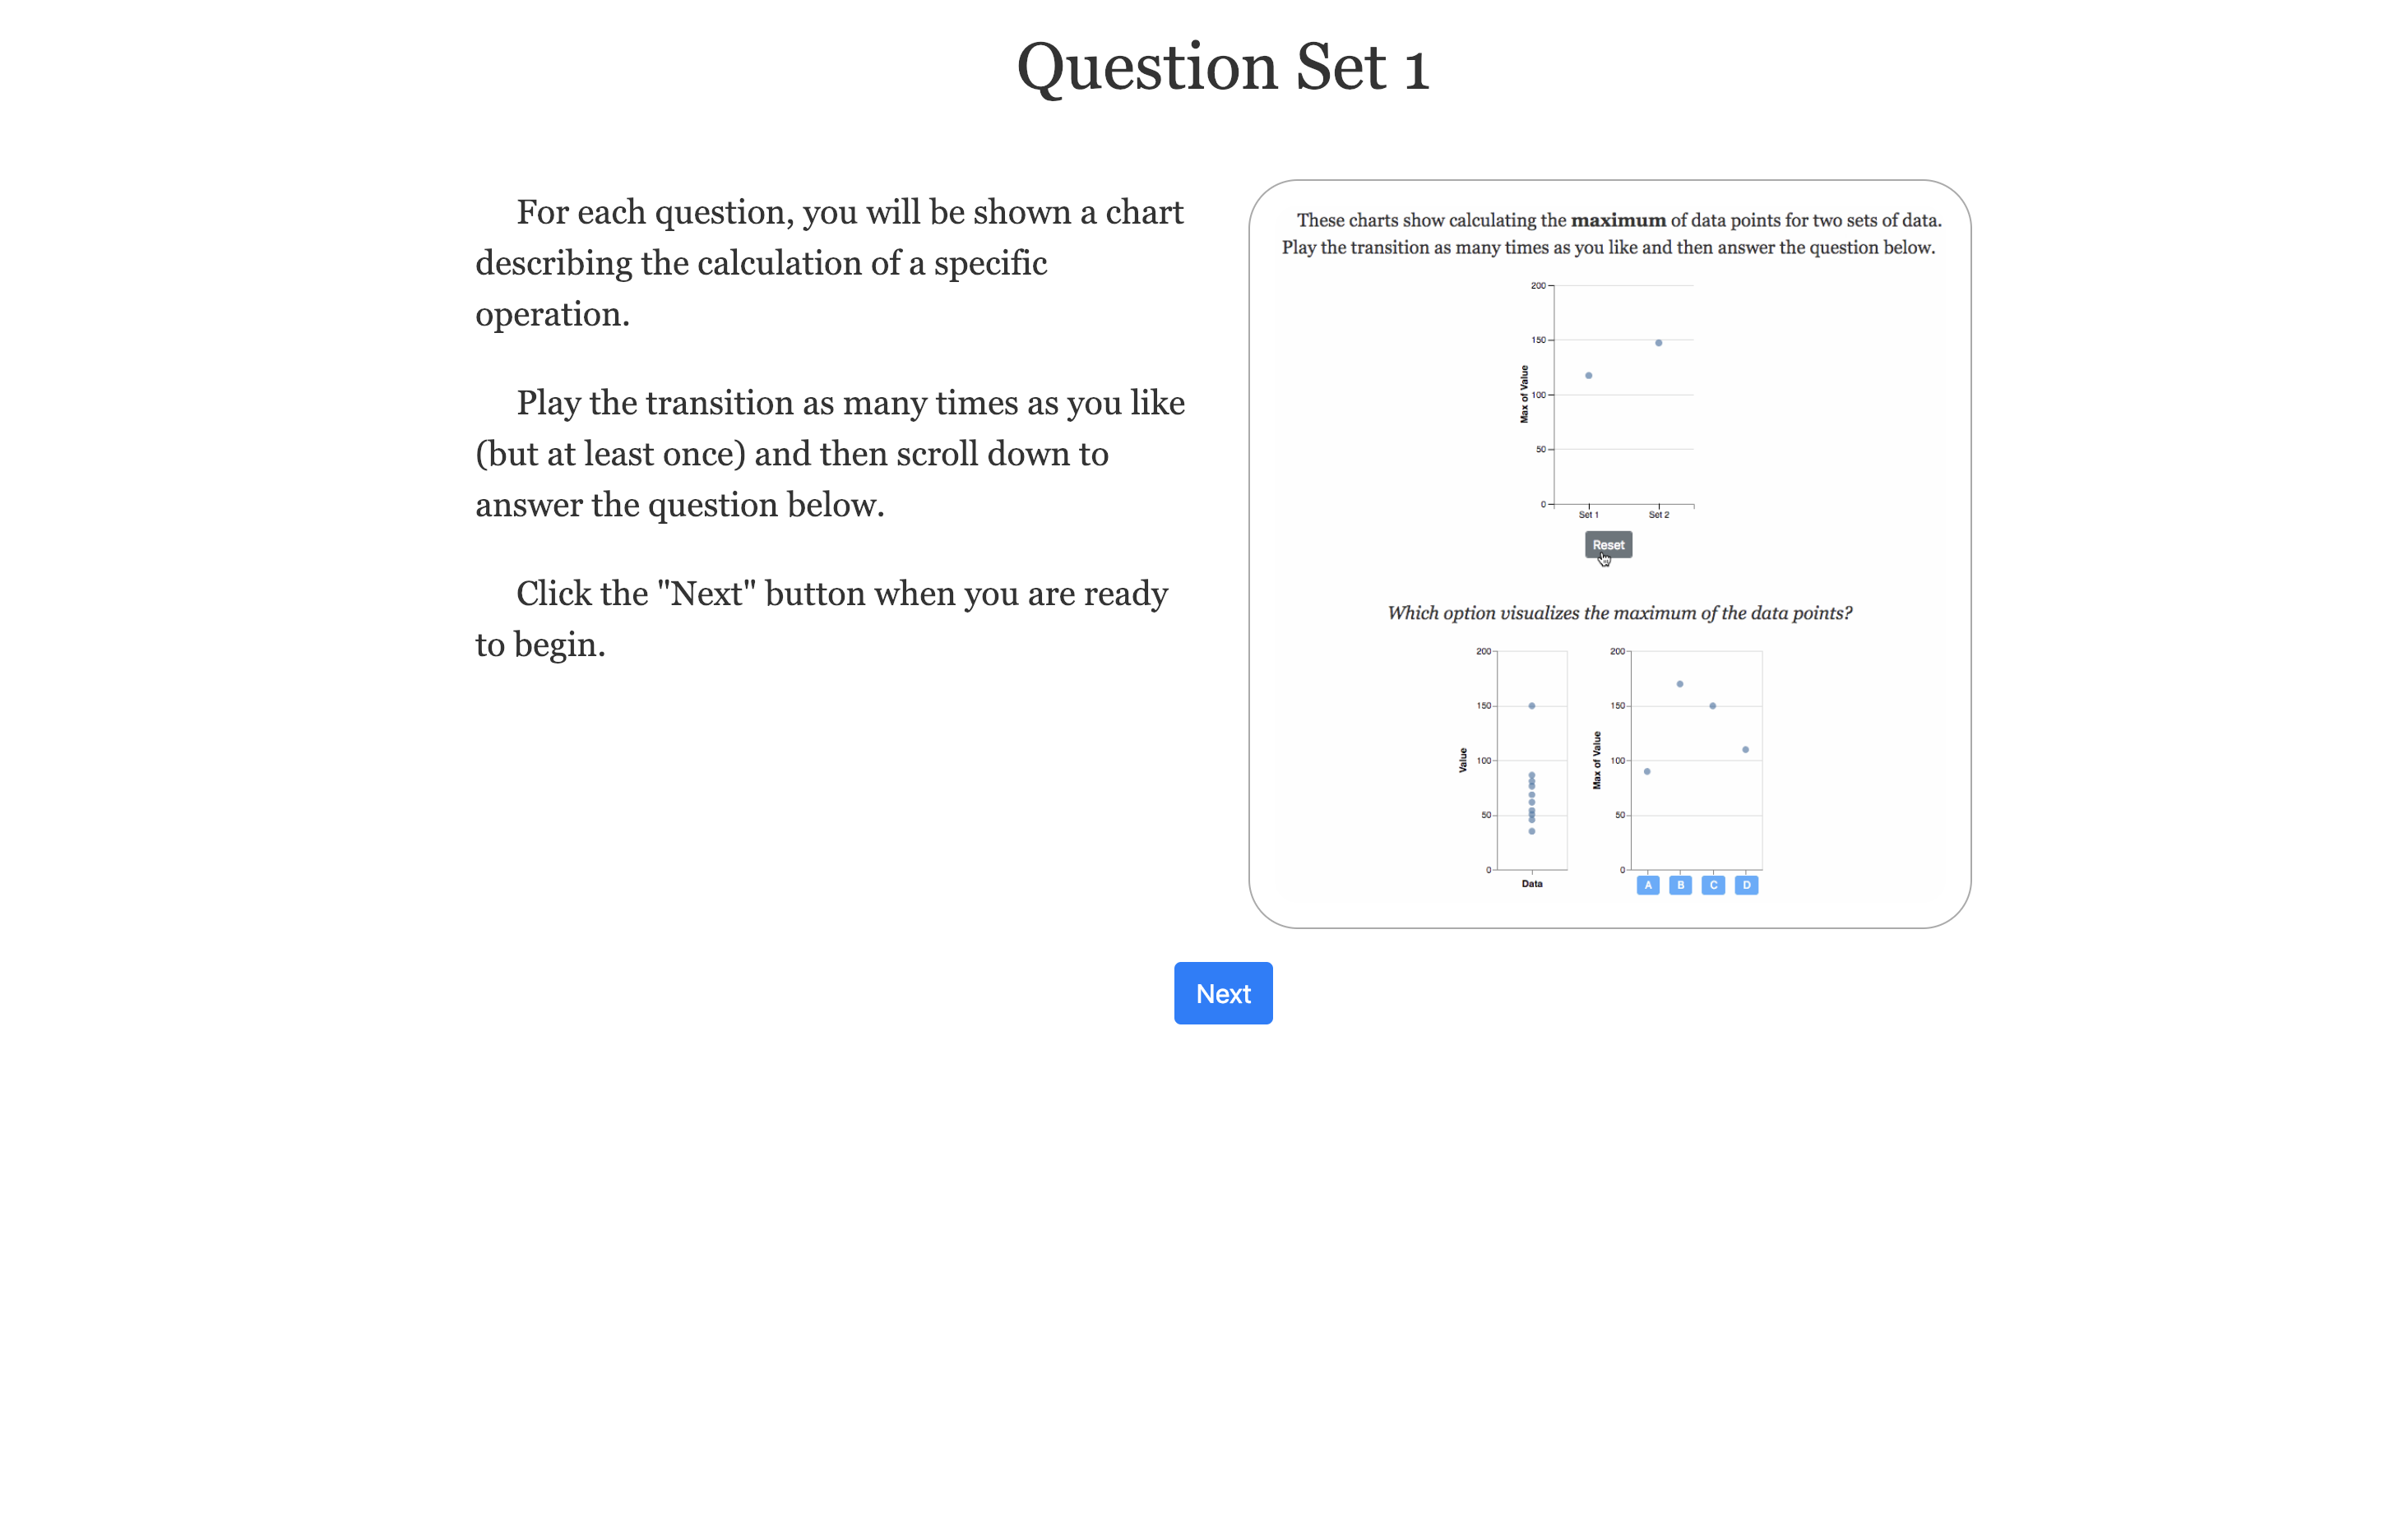 Question Set 1
For each question, you will be shown a chart
describing the calculation of a specific
operation.
Play the transition as many times as you like
(but at least once) and then scroll down to
answer the question below.
Click the "Next" button when you are ready
to begin.
These charts show calculating the maximum of data points for two sets of data.
Play the transition as many times as you like and then answer the question below.
200
150
100
50
0
Max of Value
Set 1 Set 2
Reset
Which option visualizes the maximum of the data points?
200
150
100
50
0
Value
Data
200
150
100
50
0
Max of Value
A B C D
Next